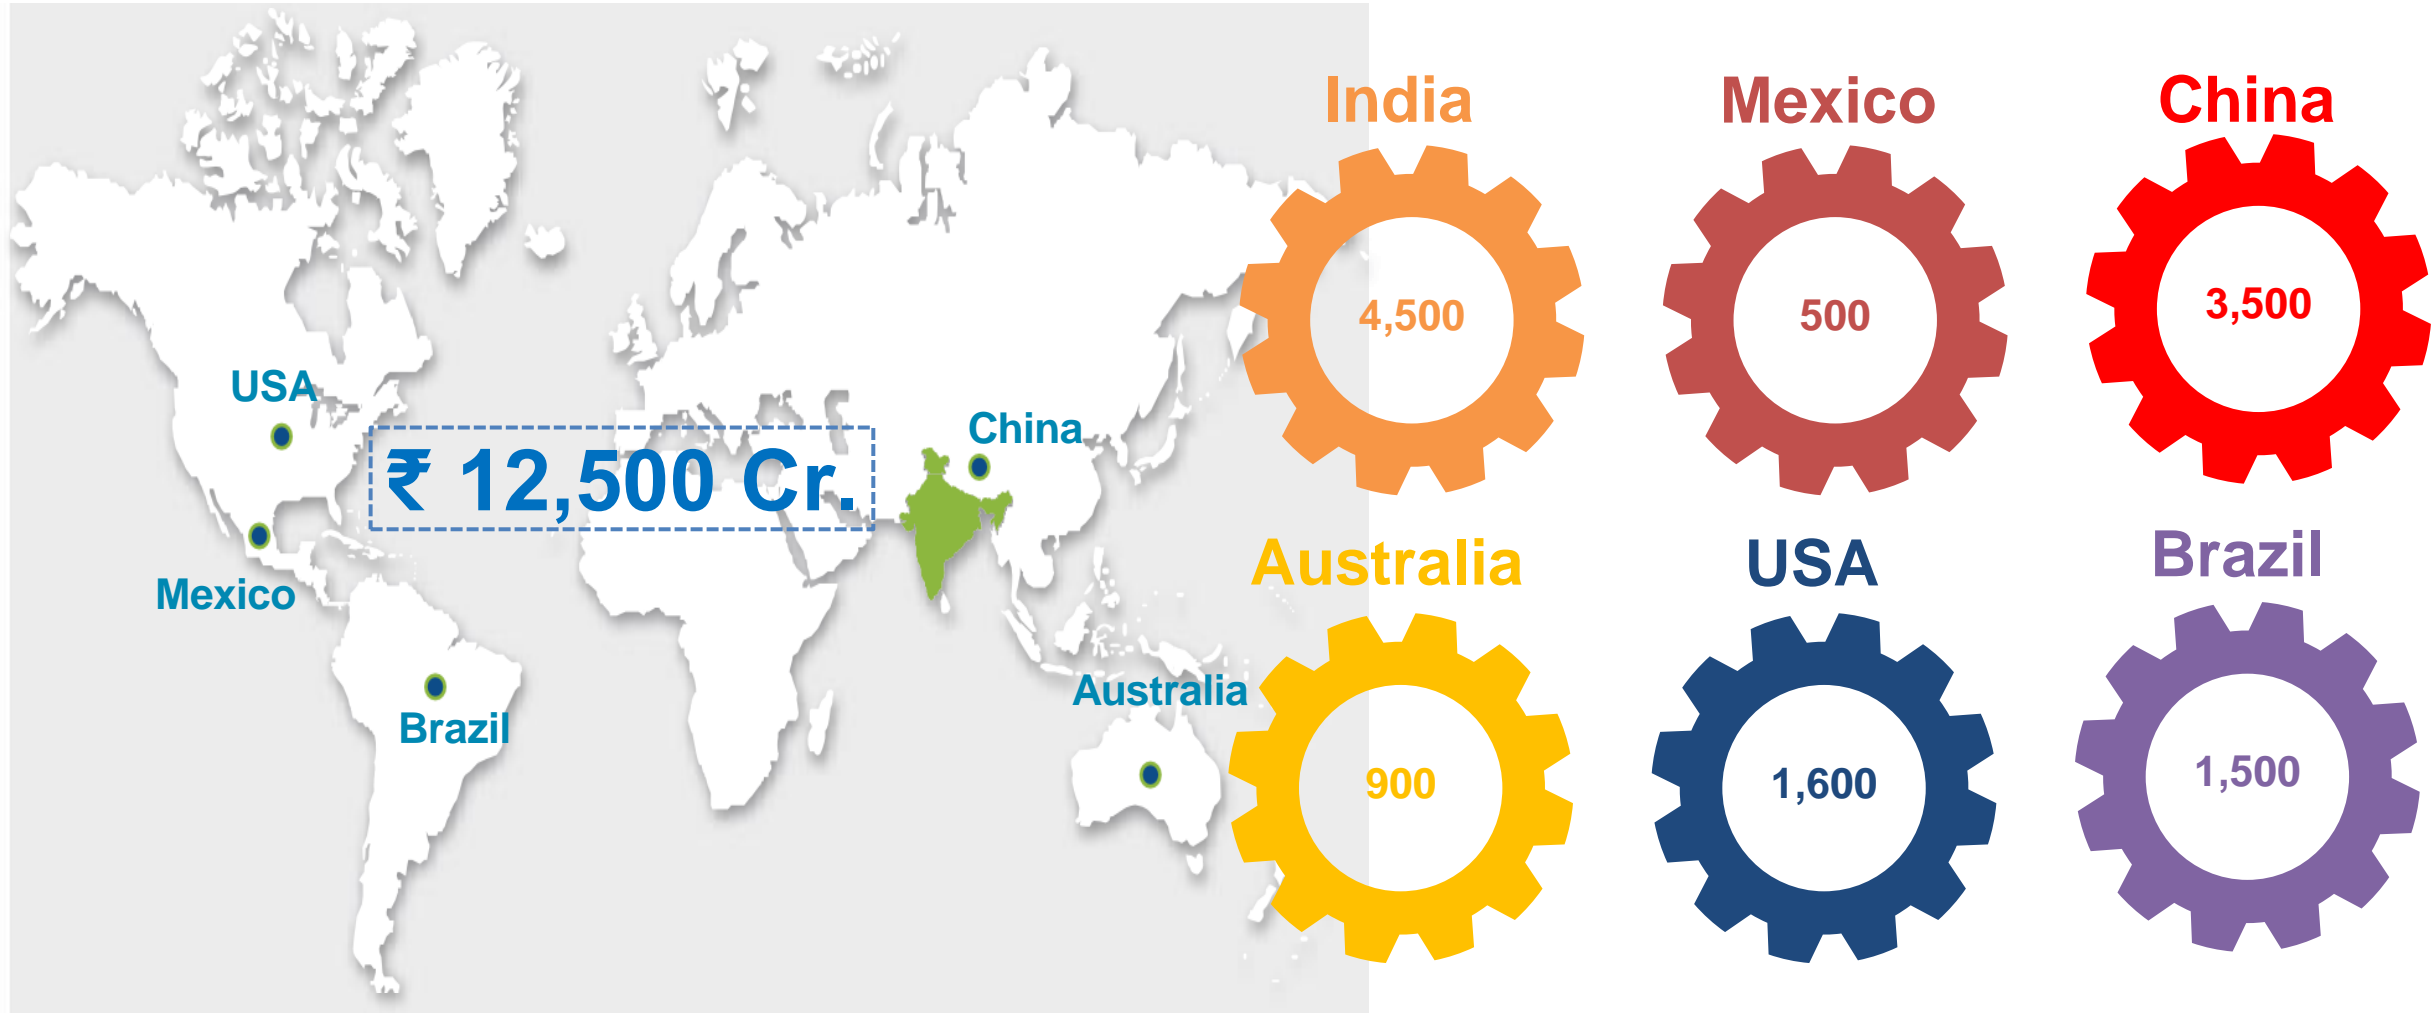 USA
₹ 12,500 Cr.
China
Mexico
Brazil
Australia
India
4,500
Mexico
500
China
3,500
Australia
900
USA
1,600
Brazil
1,500